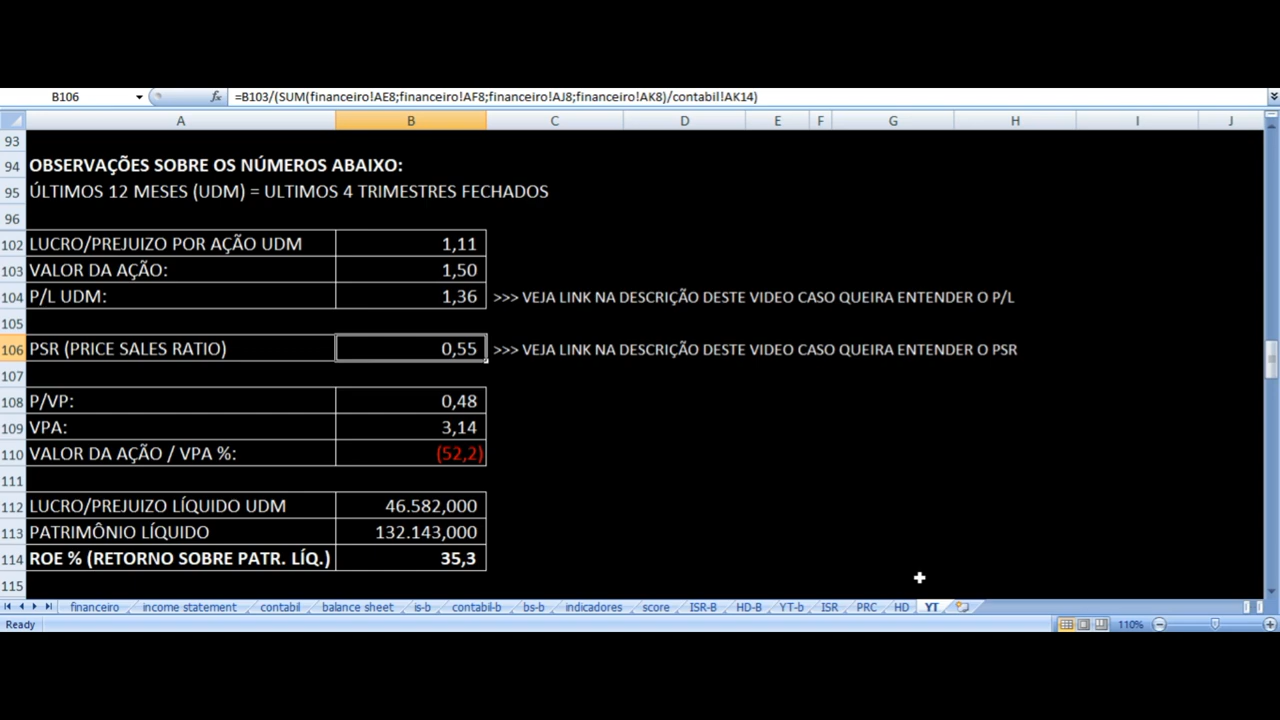 B106 fx =B103/(SUM(financeiro!AE8;financeiro!AF8;financeiro!AJ8;financeiro!AK8)/contabil!AK14)
A B C D E F G H I J
93
94 OBSERVAÇÕES SOBRE OS NÚMEROS ABAIXO:
95 ÚLTIMOS 12 MESES (UDM) = ULTIMOS 4 TRIMESTRES FECHADOS
96
102 LUCRO/PREJUIZO POR AÇÃO UDM 1,11
103 VALOR DA AÇÃO: 1,50
104 P/L UDM: 1,36 >>> VEJA LINK NA DESCRIÇÃO DESTE VIDEO CASO QUEIRA ENTENDER O P/L
105
106 PSR (PRICE SALES RATIO) 0,55 >>> VEJA LINK NA DESCRIÇÃO DESTE VIDEO CASO QUEIRA ENTENDER O PSR
107
108 P/VP: 0,48
109 VPA: 3,14
110 VALOR DA AÇÃO / VPA %: (52,2)
111
112 LUCRO/PREJUIZO LÍQUIDO UDM 46.582,000
113 PATRIMÔNIO LÍQUIDO 132.143,000
114 ROE % (RETORNO SOBRE PATR. LÍQ.) 35,3
115
financeiro income statement contabil balance sheet is-b contabil-b bs-b indicadores score ISR-B HD-B YT-b ISR PRC HD YT
Ready 110%